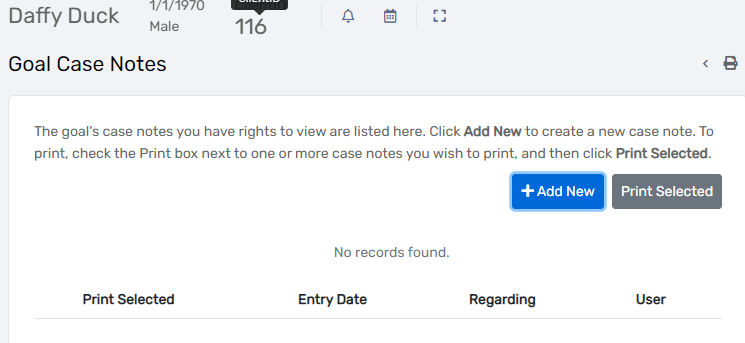 Daffy Duck
1/1/1970
Male
116
Goal Case Notes
The goal's case notes you have rights to view are listed here. Click Add New to create a new case note. To
print, check the Print box next to one or more case notes you wish to print, and then click Print Selected.
+ Add New
Print Selected
No records found.
Print Selected Entry Date Regarding User